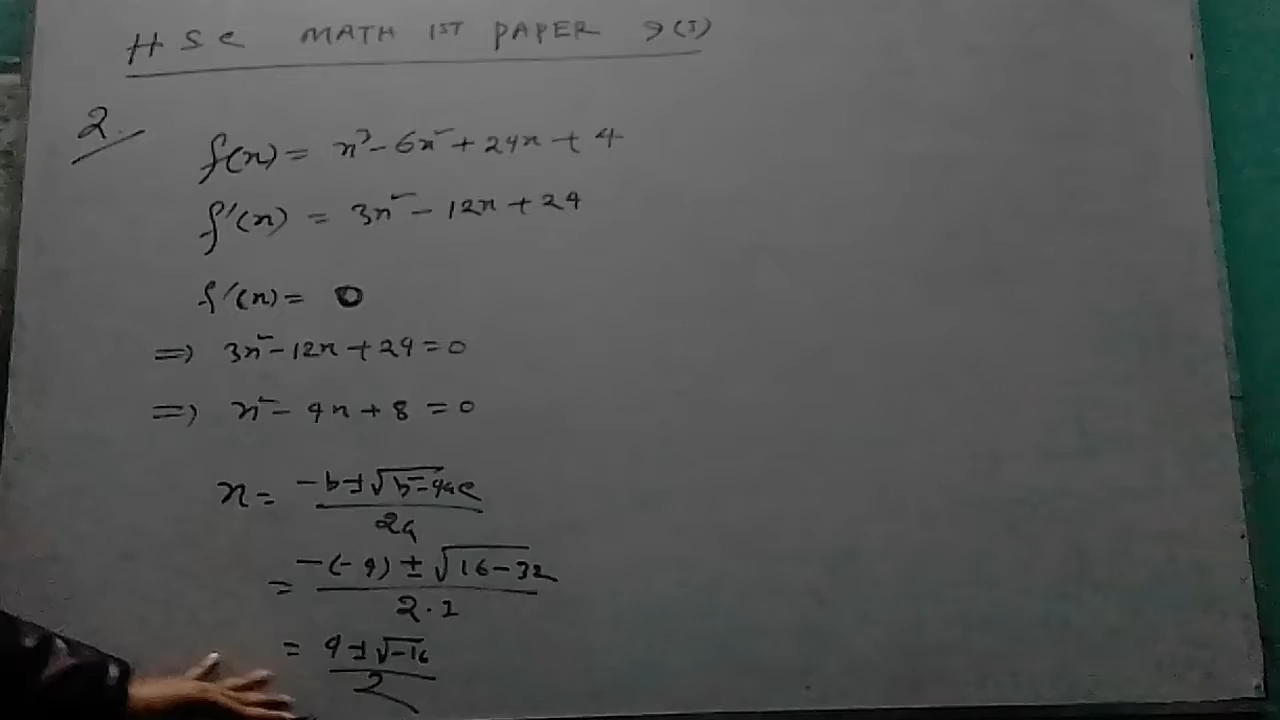 HSC MATH 1ST PAPER 9(I)
2.
f(x) = x³ - 6x² + 24x + 4
f'(x) = 3x² - 12x + 24
f'(x) = 0
=> 3x² - 12x + 24 = 0
=> x² - 4x + 8 = 0
x = (-b ± √(b² - 4ac)) / 2a
= (-(-4) ± √(16 - 32)) / 2.1
= (4 ± √-16) / 2